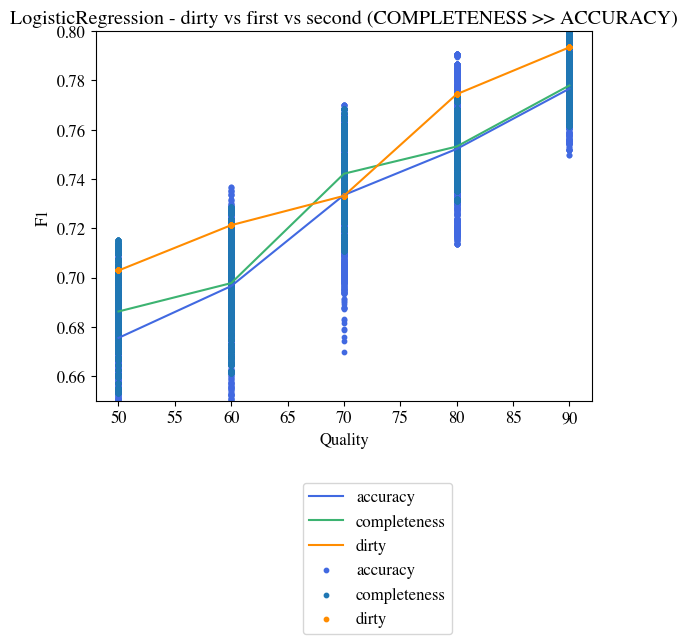 LogisticRegression - dirty vs first vs second (COMPLETENESS >> ACCURACY)
0.80
0.78
0.76
0.74
0.72
0.70
0.68
0.66
F1
50 55 60 65 70 75 80 85 90
Quality
accuracy
completeness
dirty
accuracy
completeness
dirty